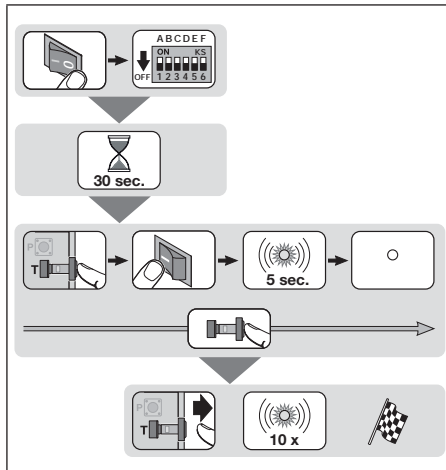 ABCDEF
ON KS
OFF 1 2 3 4 5 6
30 sec.
P
T
5 sec.
P
T
10 x